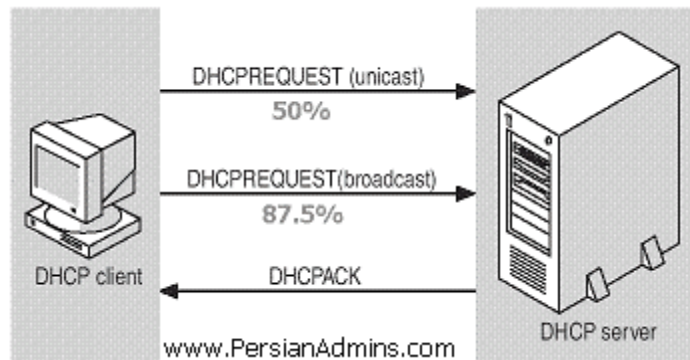 DHCPREQUEST (unicast)
50%
DHCPREQUEST(broadcast)
87.5%
DHCP client
DHCPACK
DHCP server
www.PersianAdmins.com